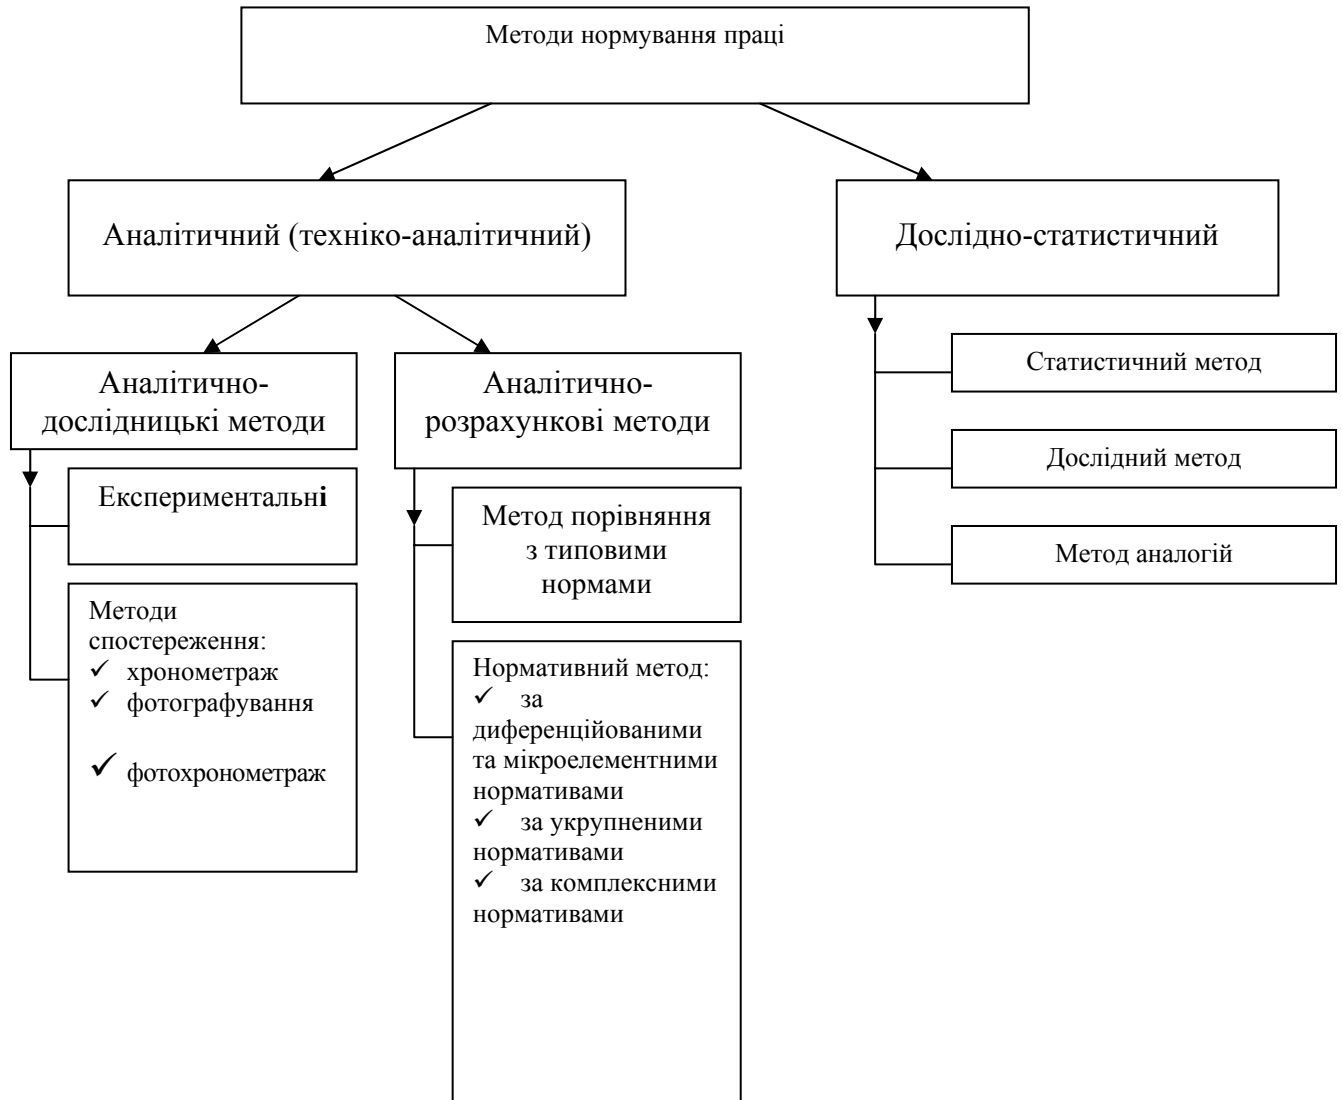 Методи нормування праці
Аналітичний (техніко-аналітичний)
Дослідно-статистичний
Аналітично-
дослідницькі методи
Аналітично-
розрахункові методи
Статистичний метод
Дослідний метод
Метод аналогій
Експериментальні
Методи
спостереження:
✓ хронометраж
✓ фотографування
✓ фотохронометраж
Метод порівняння
з типовими
нормами
Нормативний метод:
✓ за
диференційованими
та мікроелементними
нормативами
✓ за укрупненими
нормативами
✓ за комплексними
нормативами